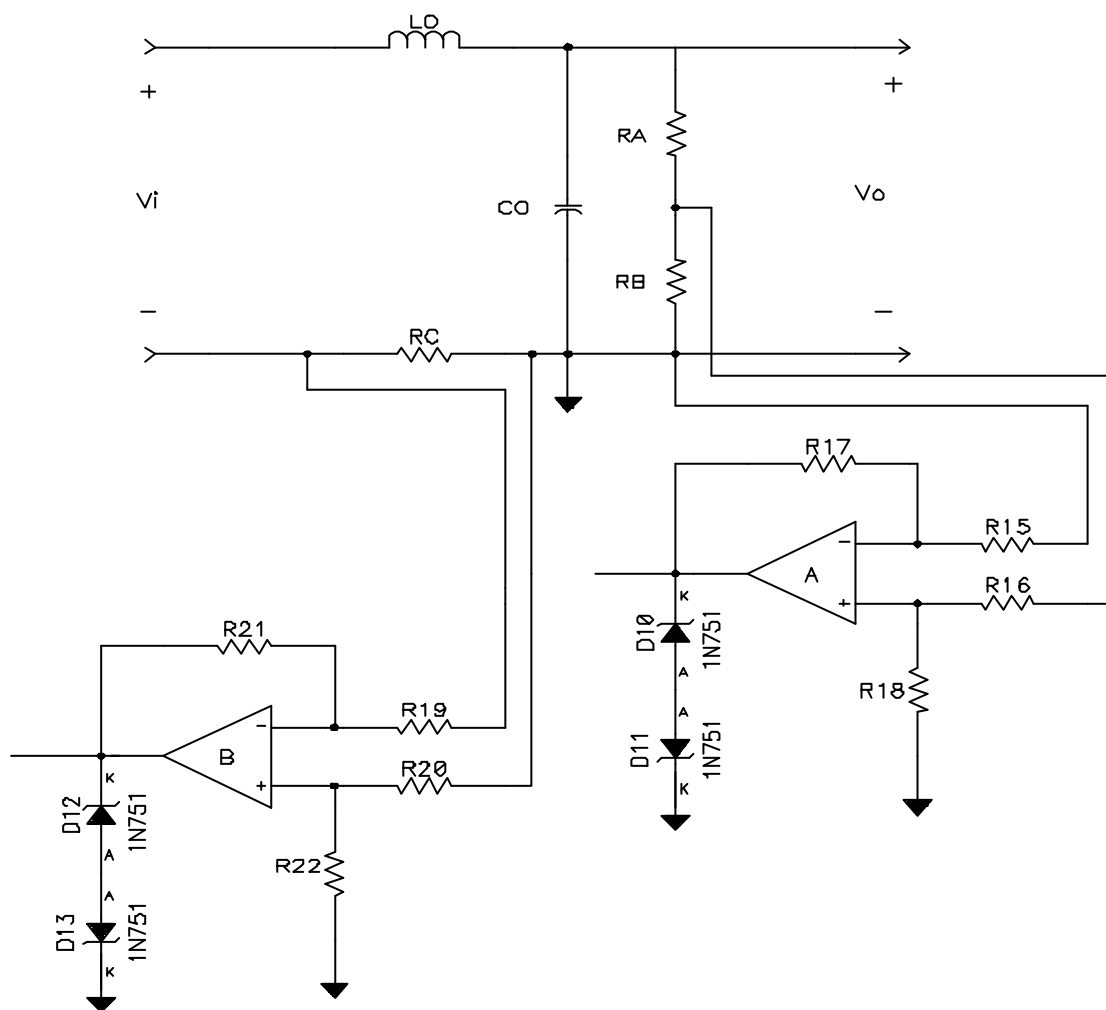 LO
+
+
RA
Vi
CO
Vo
RB
−
−
RC
R17
−
R15
A
R16
+
K
D10
1N751
A
R18
A
D11
1N751
K
R21
R19
−
B
R20
+
K
D12
1N751
A
R22
A
D13
1N751
K